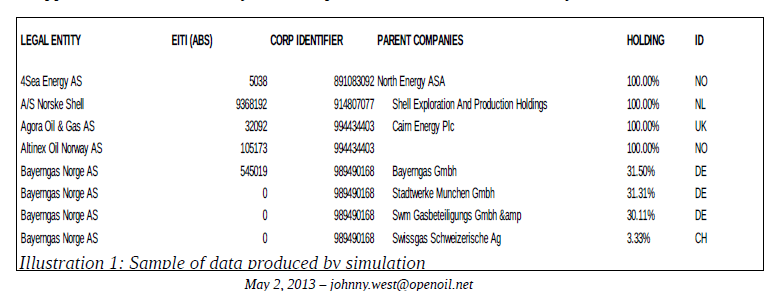 LEGAL ENTITY EITI (ABS) CORP IDENTIFIER PARENT COMPANIES HOLDING ID
4Sea Energy AS 5038 891083092 North Energy ASA 100.00% NO
A/S Norske Shell 9368192 914807077 Shell Exploration And Production Holdings 100.00% NL
Agora Oil & Gas AS 32092 994434403 Cairn Energy Plc 100.00% UK
Altinex Oil Norway AS 105173 994434403 100.00% NO
Bayerngas Norge AS 545019 989490168 Bayerngas Gmbh 31.50% DE
Bayerngas Norge AS 0 989490168 Stadtwerke Munchen Gmbh 31.31% DE
Bayerngas Norge AS 0 989490168 Swm Gasbeteiligungs Gmbh &amp 30.11% DE
Bayerngas Norge AS 0 989490168 Swissgas Schweizerische Ag 3.33% CH
Illustration 1: Sample of data produced by simulation
May 2, 2013 – johnny.west@openoil.net